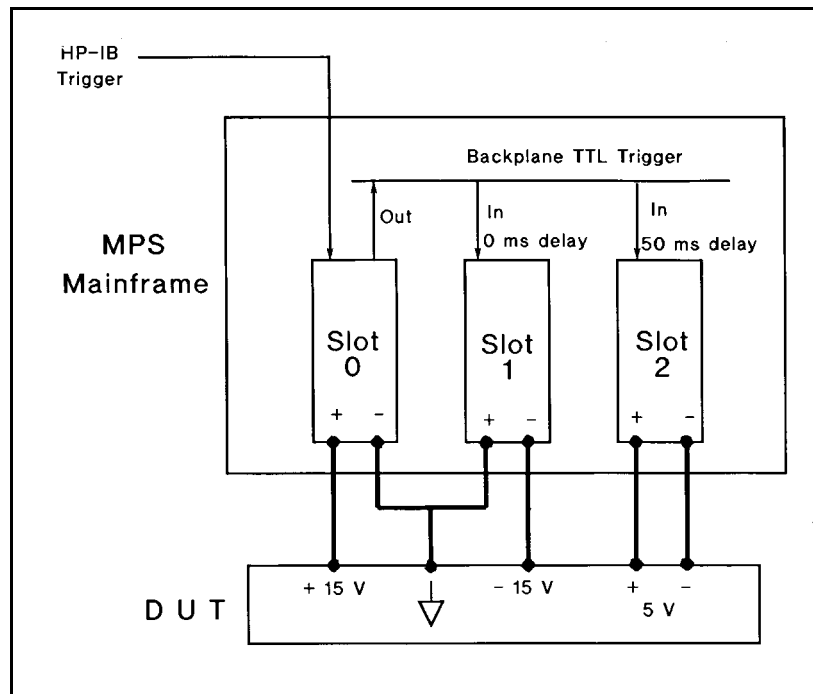 HP-IB
Trigger
Backplane TTL Trigger
Out
In
0 ms delay
In
50 ms delay
MPS
Mainframe
Slot
0
Slot
1
Slot
2
+ -
+ -
+ -
+ 15 V
- 15 V
+ -
5 V
DUT